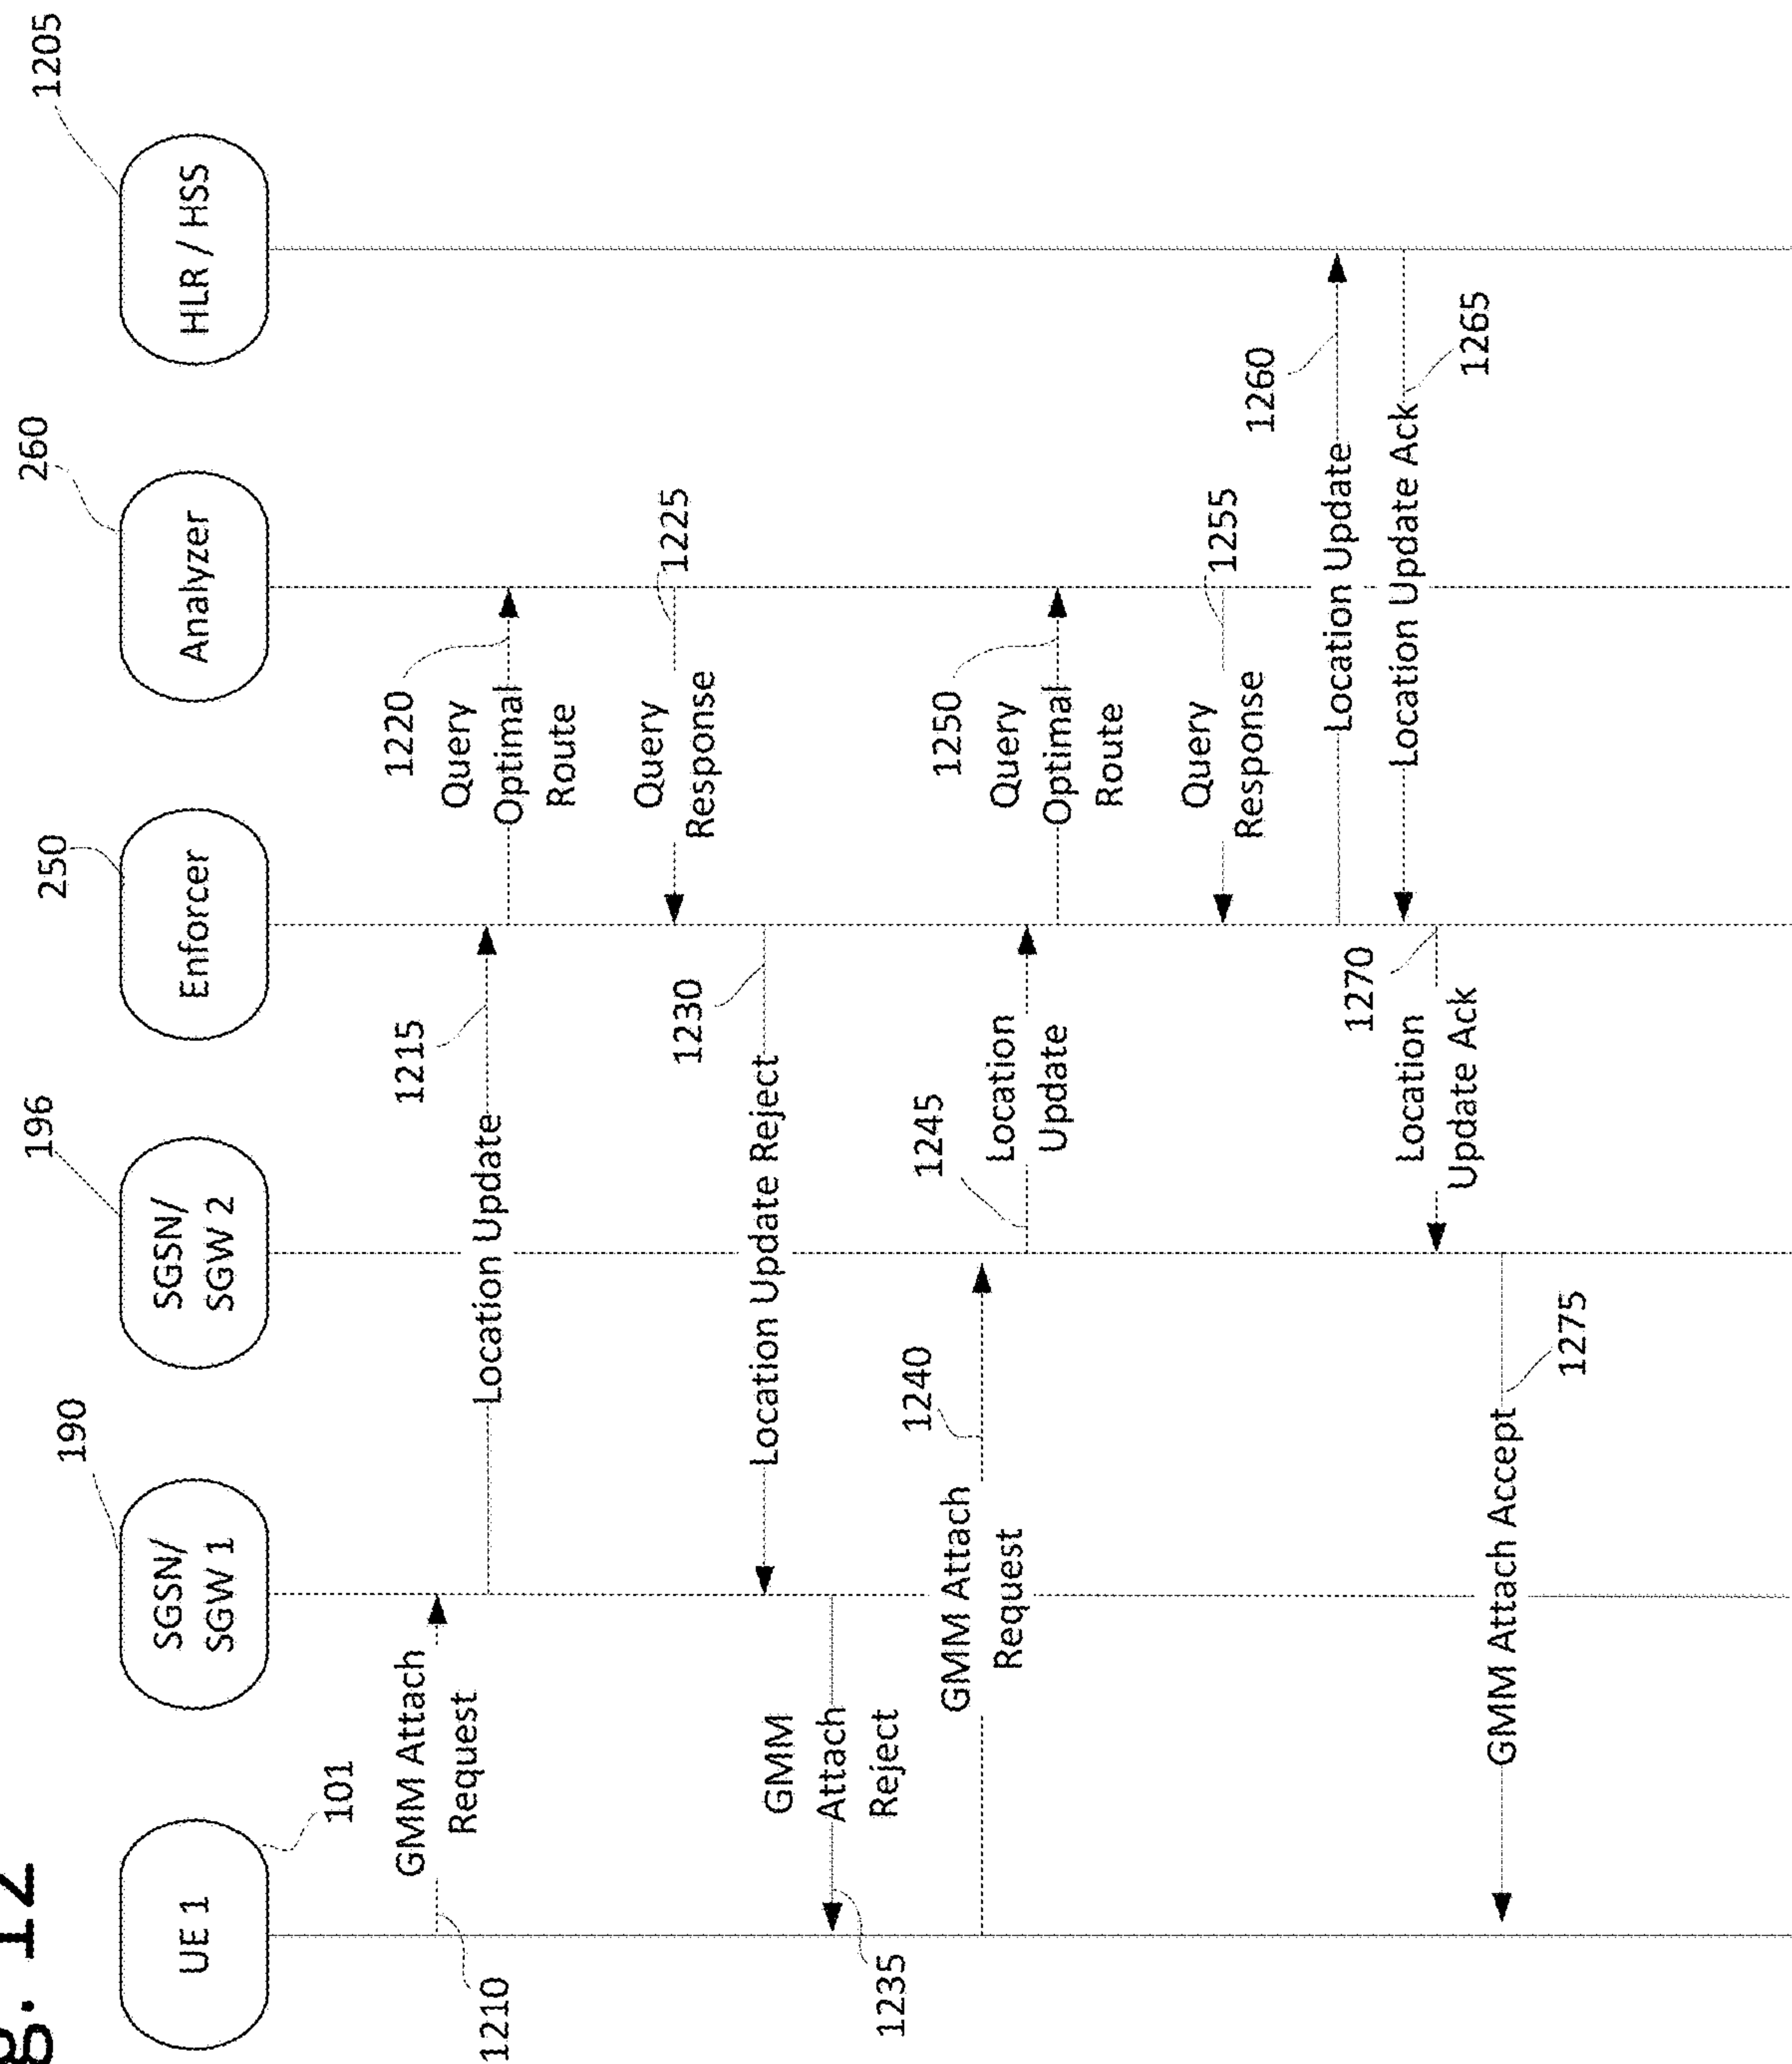 g. 12
UE 1
101
SGSN/
SGW 1
190
SGSN/
SGW 2
196
Enforcer
250
Analyzer
260
HLR / HSS
1205
1210
GMM Attach
Request
Location Update
1215
1220
Query
Optimal
Route
Query
Response
1225
Location Update Reject
1230
GMM
Attach
Reject
1235
GMM Attach
Request
1240
1245
Location
Update
1250
Query
Optimal
Route
Query
Response
1255
Location Update
1260
Location Update Ack
1265
1270
Location
Update Ack
GMM Attach Accept
1275